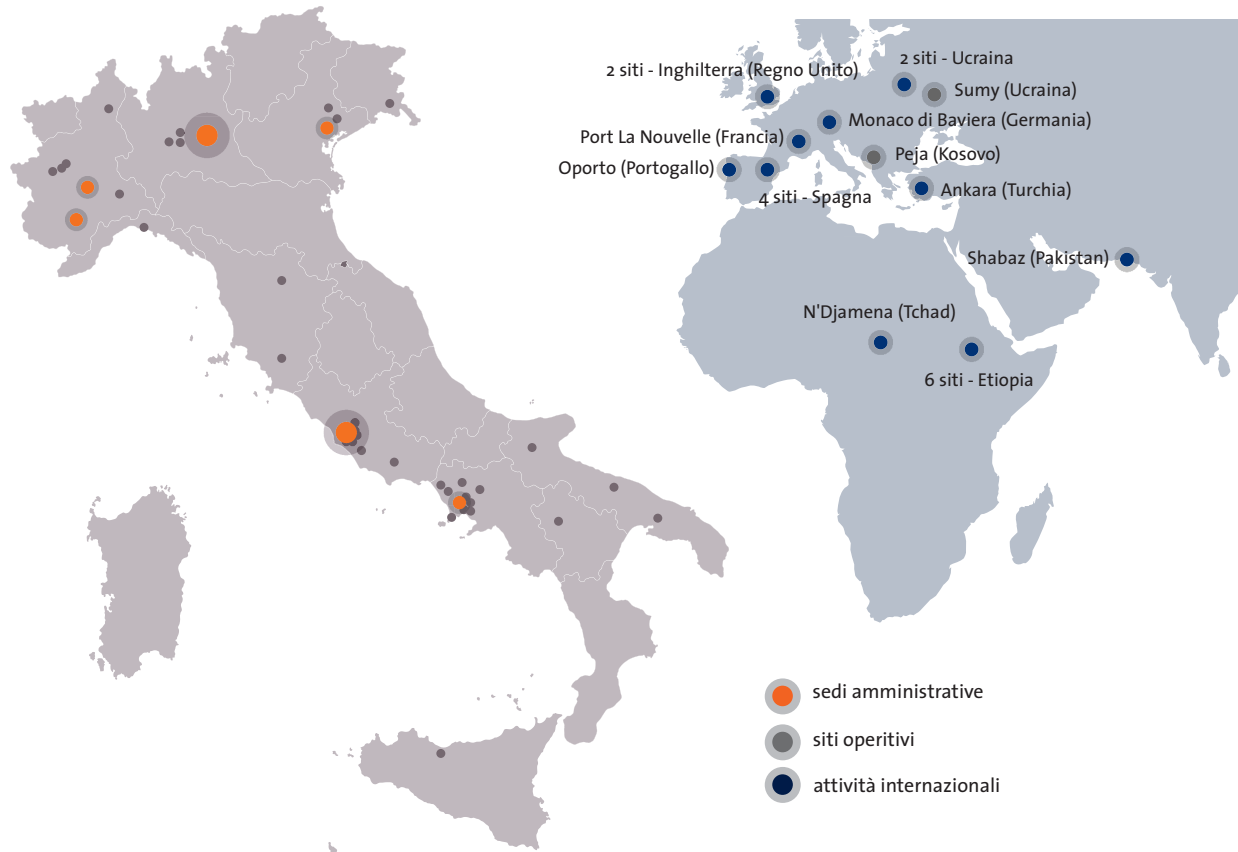 2 siti - Ucraina
2 siti - Inghilterra (Regno Unito)
Sumy (Ucraina)
Monaco di Baviera (Germania)
Port La Nouvelle (Francia)
Peja (Kosovo)
Oporto (Portogallo)
Ankara (Turchia)
4 siti - Spagna
Shabaz (Pakistan)
N'Djamena (Tchad)
6 siti - Etiopia
sedi amministrative
siti operitivi
attività internazionali